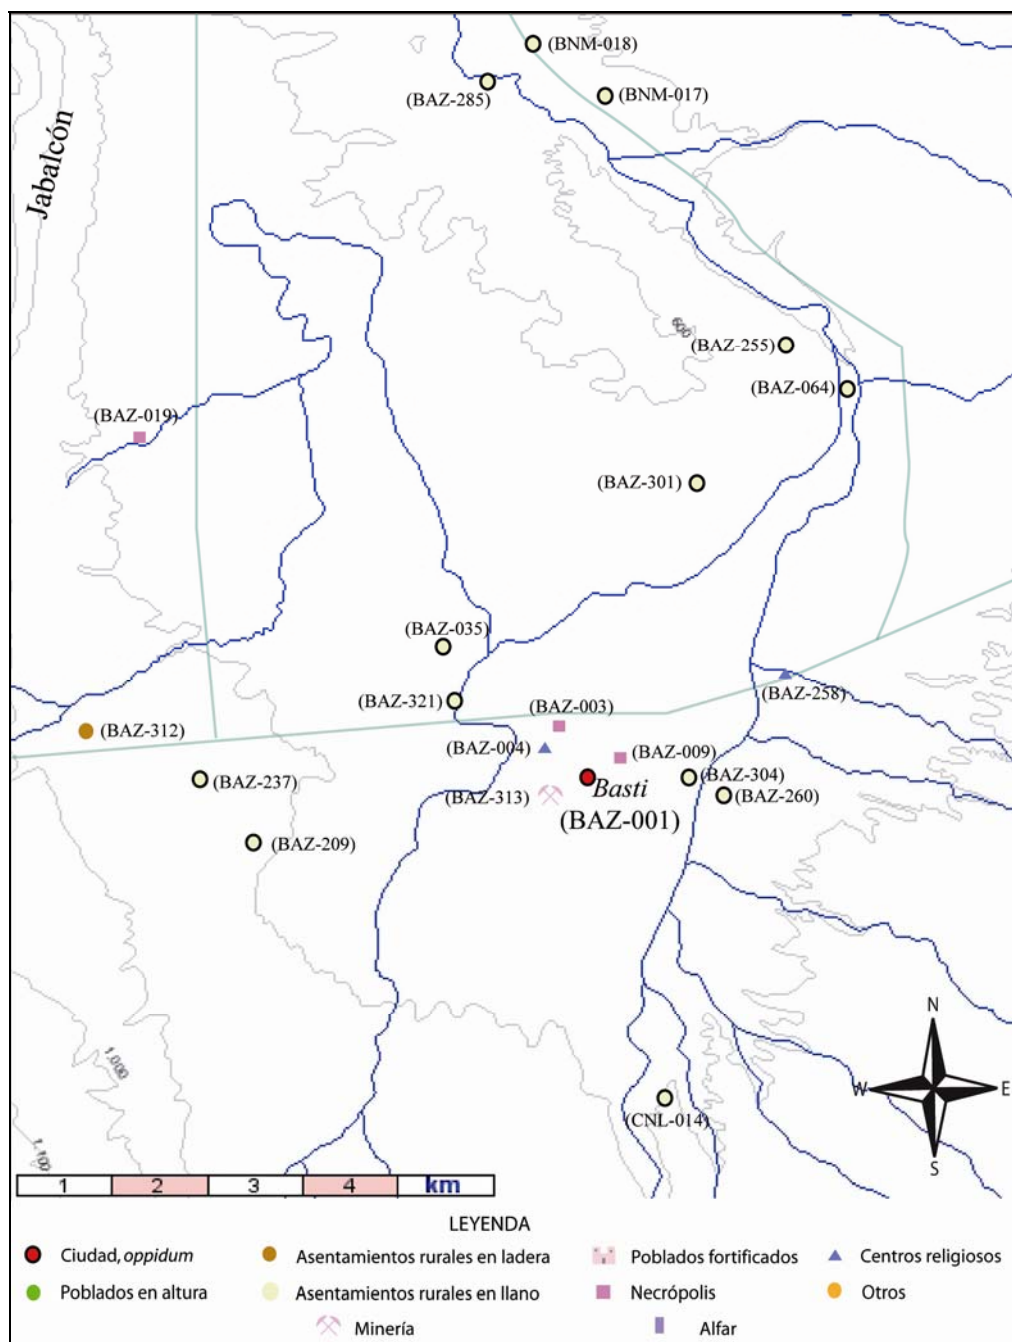 (BNM-018)
(BAZ-285)
(BNM-017)
Jabalcón
600
(BAZ-255)
(BAZ-064)
(BAZ-019)
(BAZ-301)
(BAZ-035)
(BAZ-321)
(BAZ-258)
(BAZ-003)
(BAZ-312)
(BAZ-004)
(BAZ-009)
(BAZ-237)
(BAZ-304)
(BAZ-313)
Basti
(BAZ-260)
(BAZ-001)
(BAZ-209)
N
W
E
S
1.000
(CNL-014)
1.100
1 2 3 4 km
LEYENDA
Ciudad, oppidum
Asentamientos rurales en ladera
Poblados fortificados
Centros religiosos
Poblados en altura
Asentamientos rurales en llano
Necrópolis
Otros
Minería
Alfar